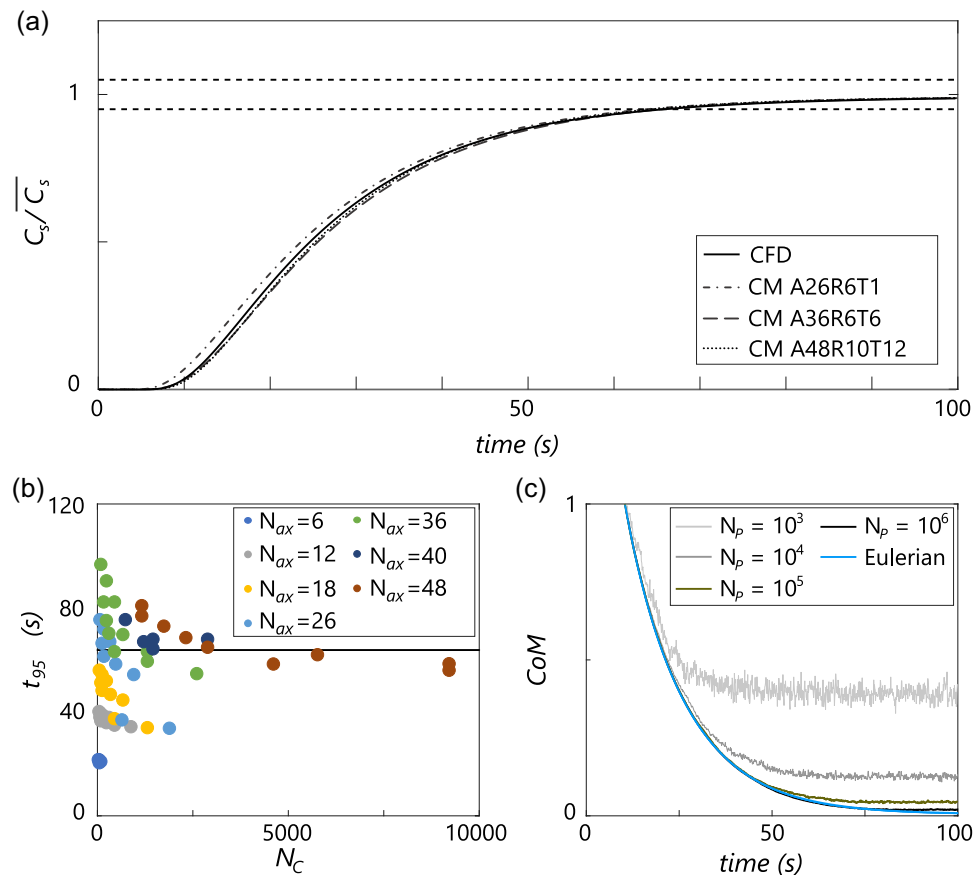 (a)
1
0
C_s / \overline{C_s}
CFD
CM A26R6T1
CM A36R6T6
CM A48R10T12
0
50
100
time (s)
(b)
120
80
40
0
t_95 (s)
N_ax=6
N_ax=12
N_ax=18
N_ax=26
N_ax=36
N_ax=40
N_ax=48
0
5000
10000
N_C
(c)
1
0
CoM
N_P = 10^3
N_P = 10^4
N_P = 10^5
N_P = 10^6
Eulerian
0
50
100
time (s)